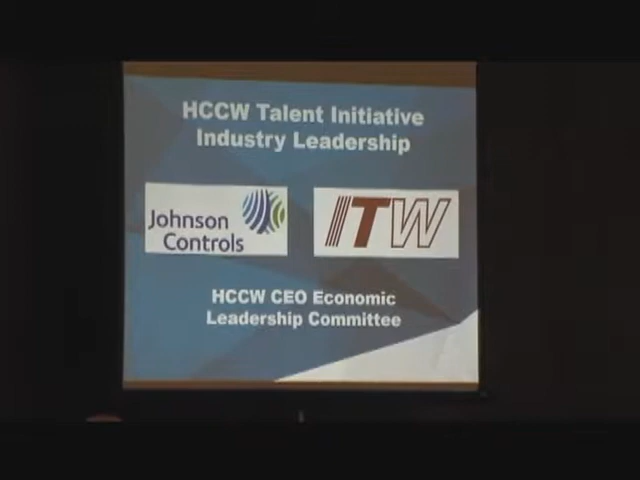 HCCW Talent Initiative
Industry Leadership
Johnson
Controls
ITW
HCCW CEO Economic
Leadership Committee